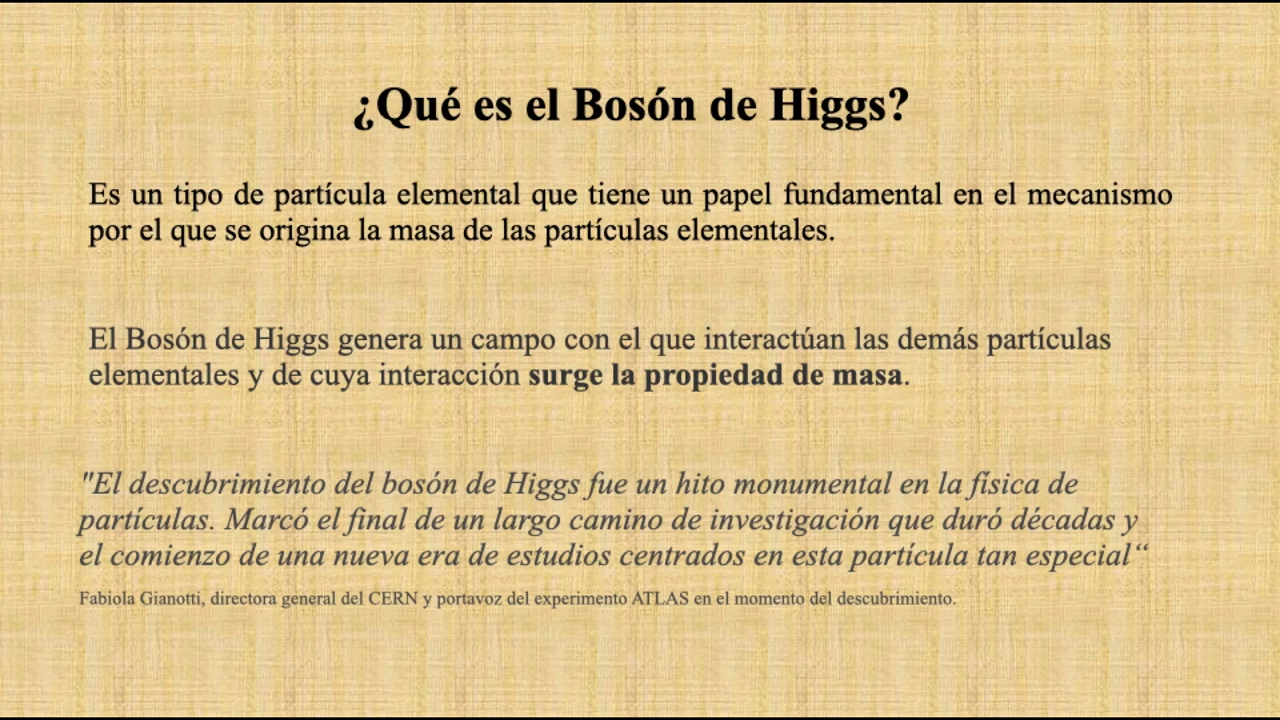 ¿Qué es el Bosón de Higgs?
Es un tipo de partícula elemental que tiene un papel fundamental en el mecanismo
por el que se origina la masa de las partículas elementales.
El Bosón de Higgs genera un campo con el que interactúan las demás partículas
elementales y de cuya interacción surge la propiedad de masa.
"El descubrimiento del bosón de Higgs fue un hito monumental en la física de
partículas. Marcó el final de un largo camino de investigación que duró décadas y
el comienzo de una nueva era de estudios centrados en esta partícula tan especial“
Fabiola Gianotti, directora general del CERN y portavoz del experimento ATLAS en el momento del descubrimiento.